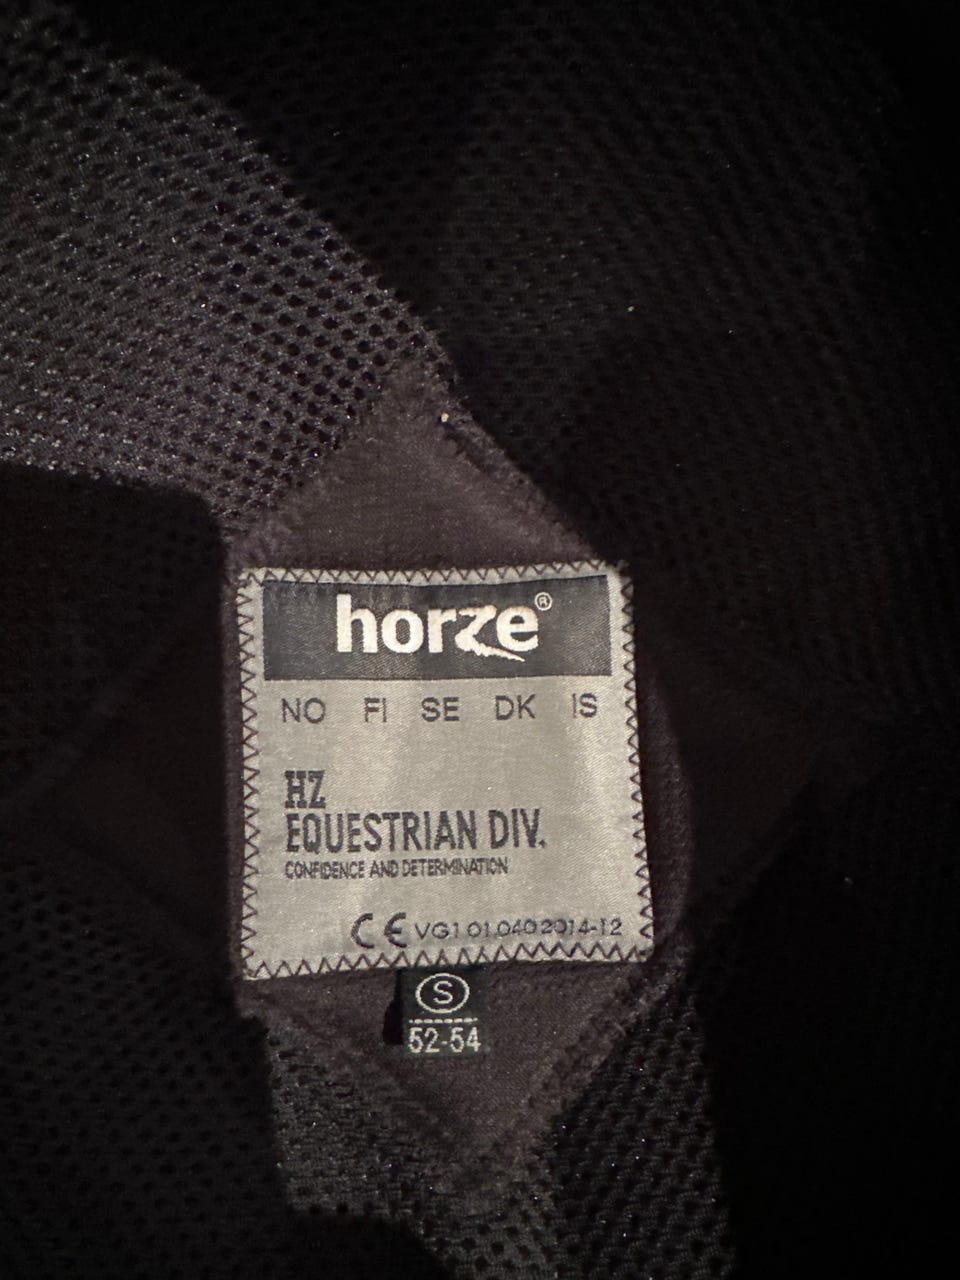 horze®
NO FI SE DK IS
HZ
EQUESTRIAN DIV.
CONFIDENCE AND DETERMINATION
CE VG1 01.040 2014-12
S
52-54